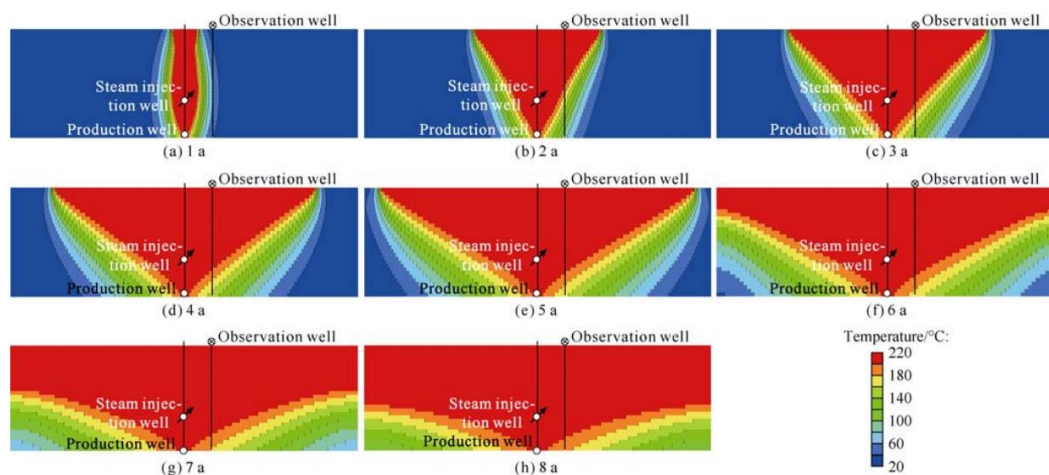 Observation well
Steam injec-
tion well
Production well
(a) 1 a
Observation well
Steam injec-
tion well
Production well
(b) 2 a
Observation well
Steam injec-
tion well
Production well
(c) 3 a
Observation well
Steam injec-
tion well
Production well
(d) 4 a
Observation well
Steam injec-
tion well
Production well
(e) 5 a
Observation well
Steam injec-
tion well
Production well
(f) 6 a
Observation well
Steam injec-
tion well
Production well
(g) 7 a
Observation well
Steam injec-
tion well
Production well
(h) 8 a
Temperature/°C:
220
180
140
100
60
20